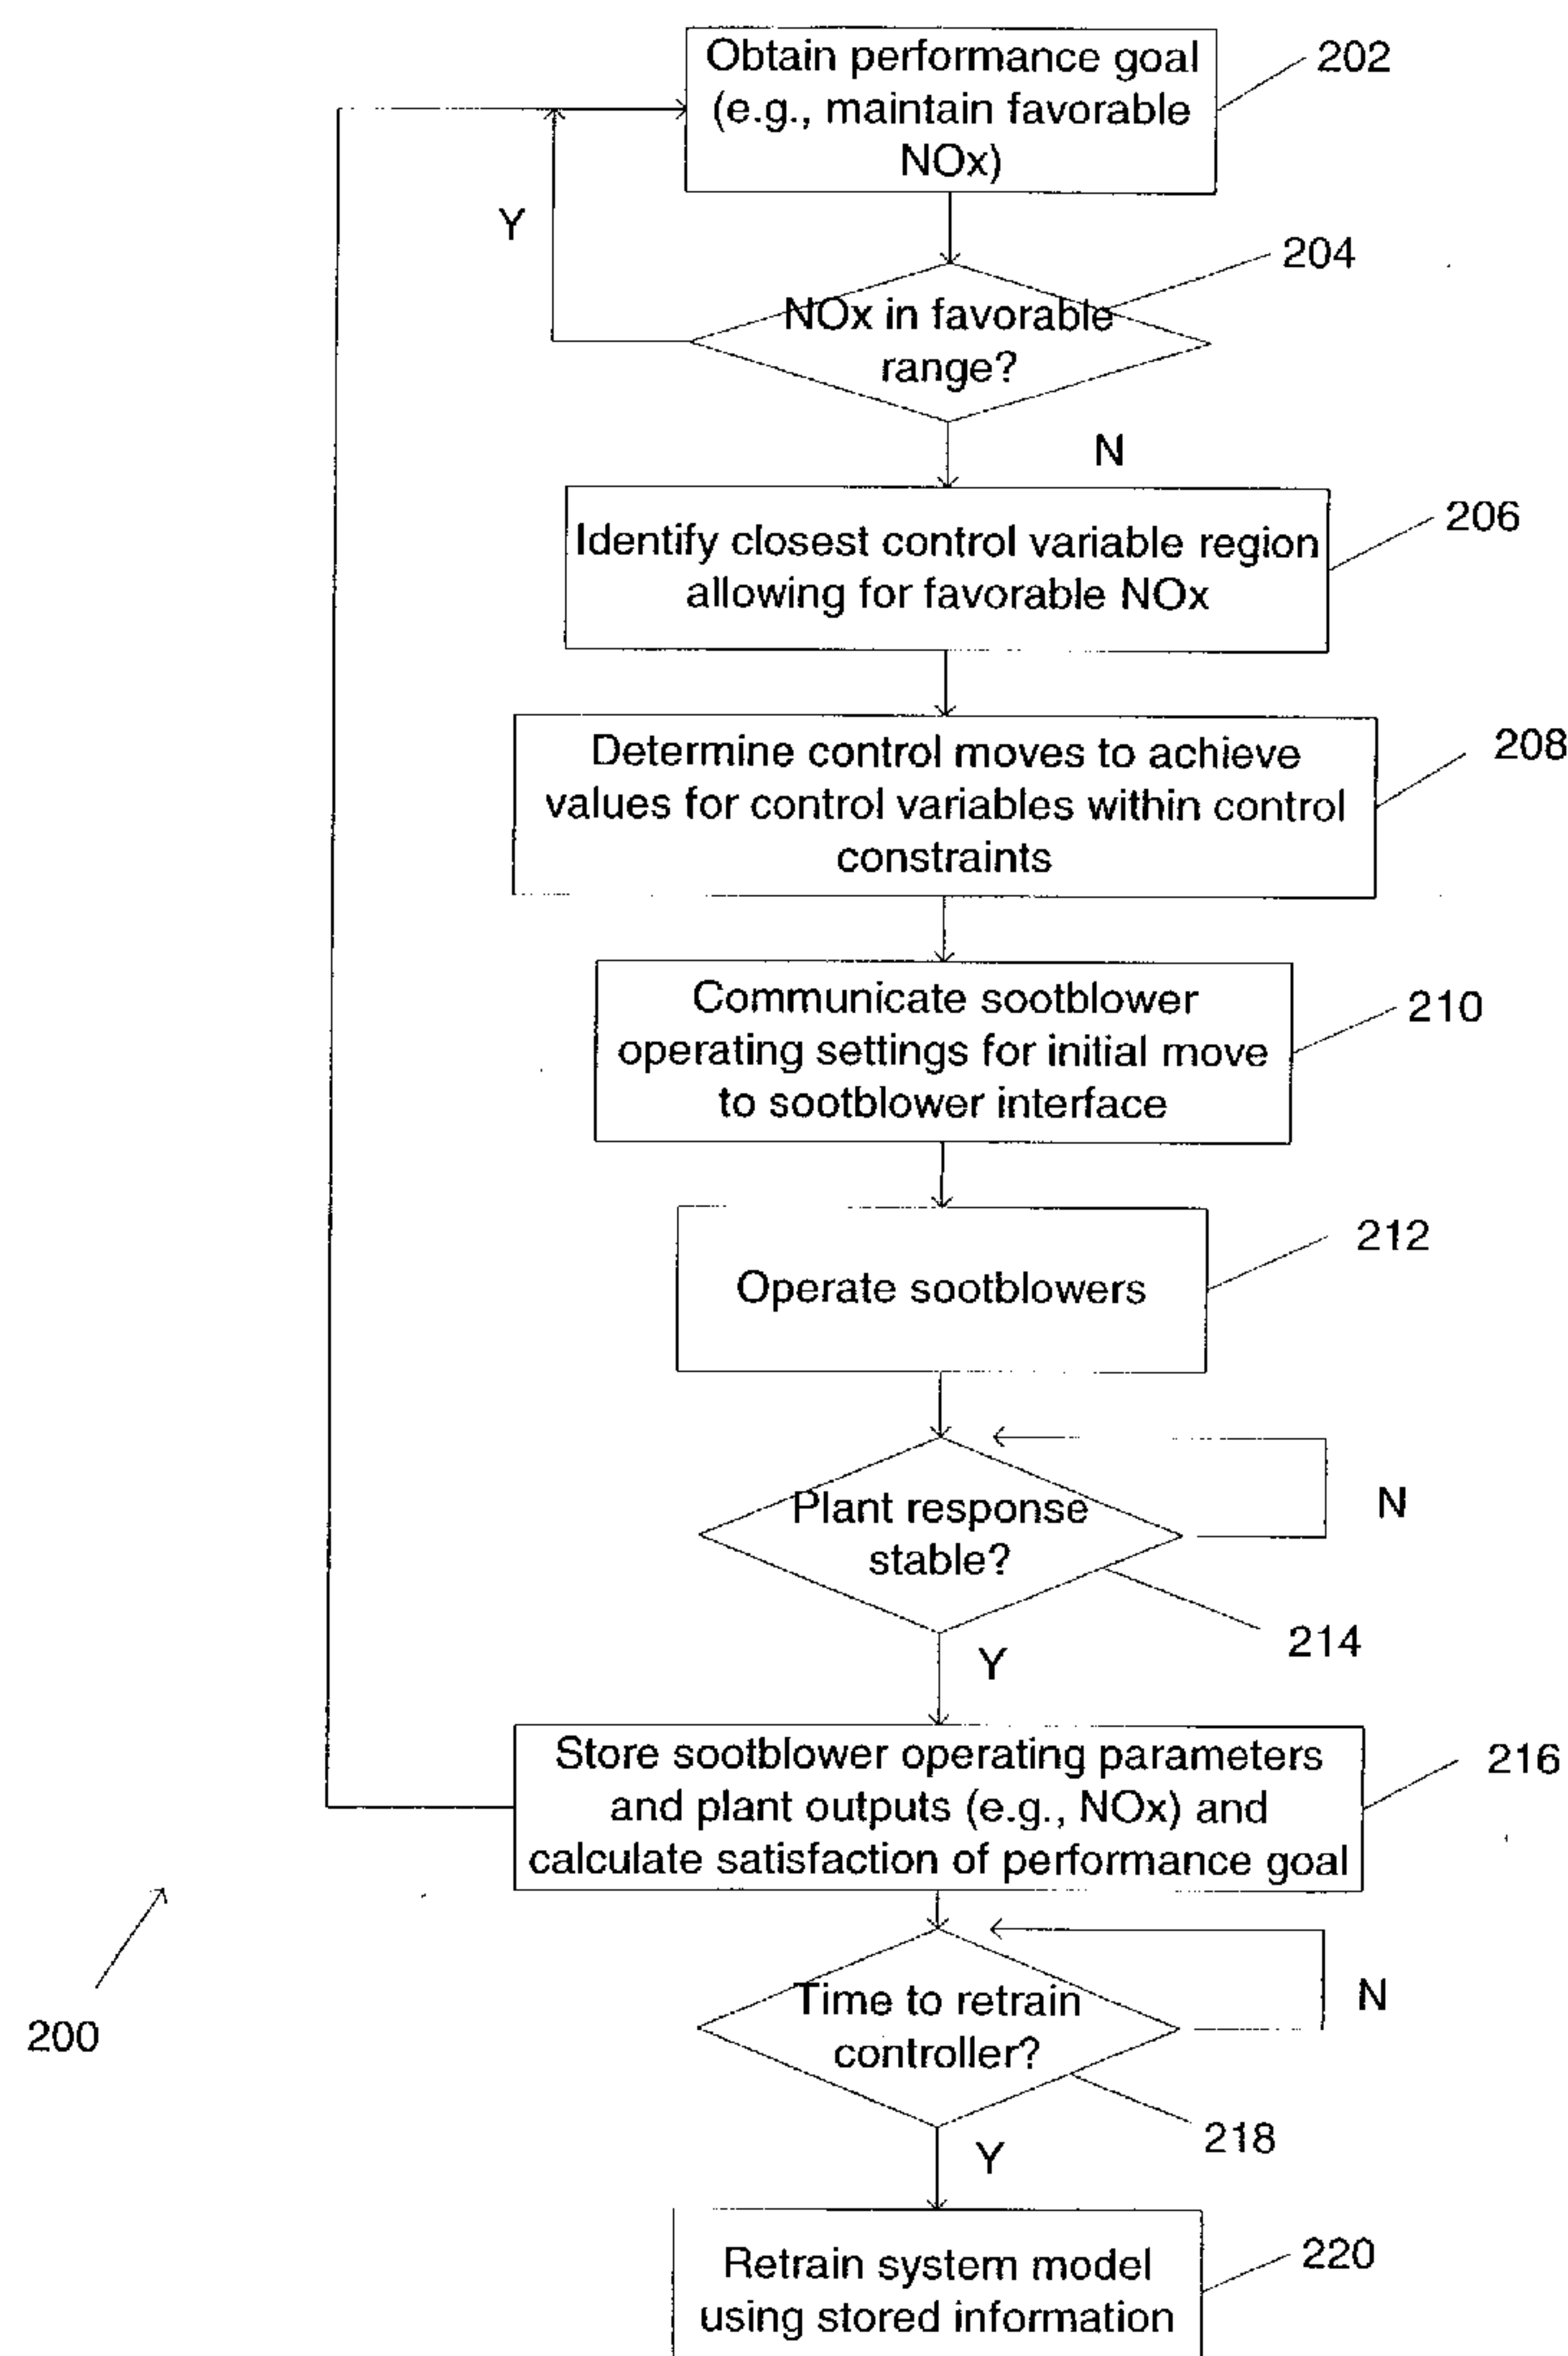 Obtain performance goal
(e.g., maintain favorable
NOx)
202
Y
204
NOx in favorable
range?
N
206
Identify closest control variable region
allowing for favorable NOx
208
Determine control moves to achieve
values for control variables within control
constraints
210
Communicate sootblower
operating settings for initial move
to sootblower interface
212
Operate sootblowers
N
Plant response
stable?
214
Y
216
Store sootblower operating parameters
and plant outputs (e.g., NOx) and
calculate satisfaction of performance goal
N
Time to retrain
controller?
200
218
Y
220
Retrain system model
using stored information